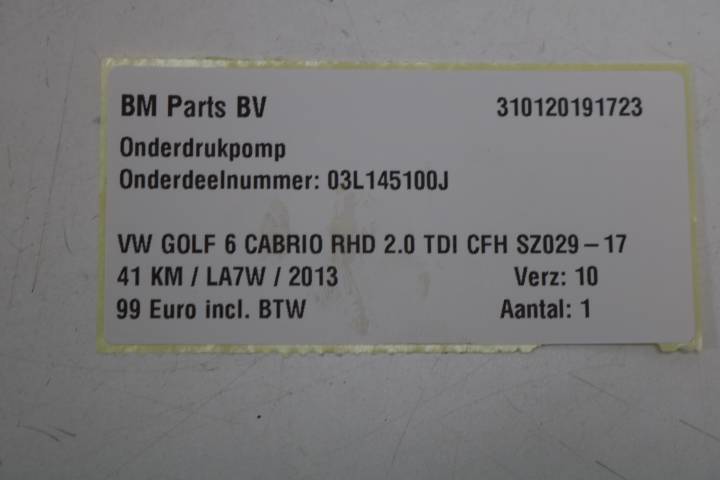 BM Parts BV 310120191723
Onderdrukpomp
Onderdeelnummer: 03L145100J
VW GOLF 6 CABRIO RHD 2.0 TDI CFH SZ029-17
41 KM / LA7W / 2013 Verz: 10
99 Euro incl. BTW Aantal: 1